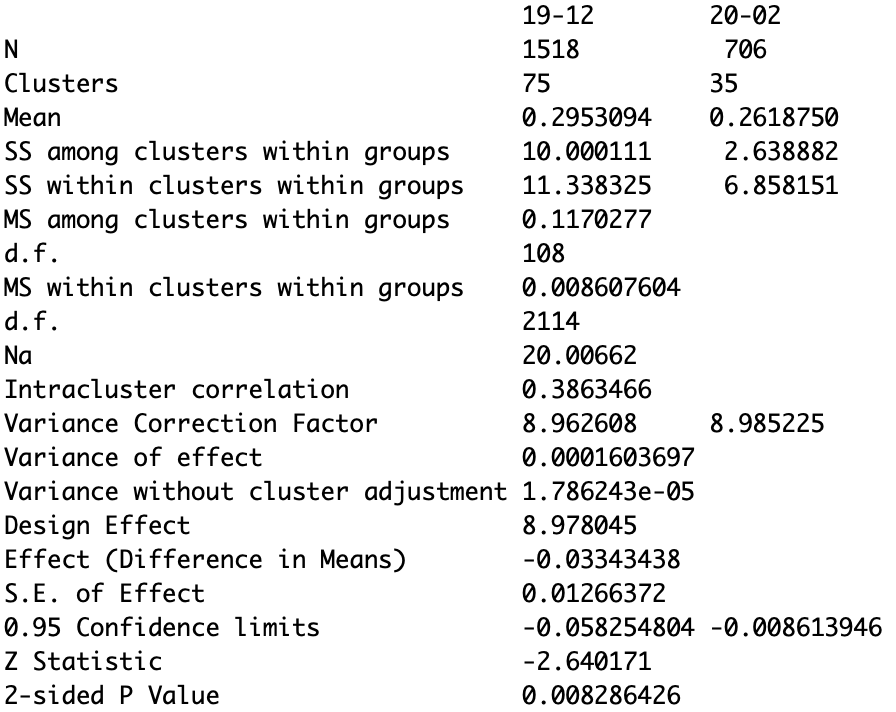 19-12 20-02
N 1518 706
Clusters 75 35
Mean 0.2953094 0.2618750
SS among clusters within groups 10.000111 2.638882
SS within clusters within groups 11.338325 6.858151
MS among clusters within groups 0.1170277
d.f. 108
MS within clusters within groups 0.008607604
d.f. 2114
Na 20.00662
Intracluster correlation 0.3863466
Variance Correction Factor 8.962608 8.985225
Variance of effect 0.0001603697
Variance without cluster adjustment 1.786243e-05
Design Effect 8.978045
Effect (Difference in Means) -0.03343438
S.E. of Effect 0.01266372
0.95 Confidence limits -0.058254804 -0.008613946
Z Statistic -2.640171
2-sided P Value 0.008286426